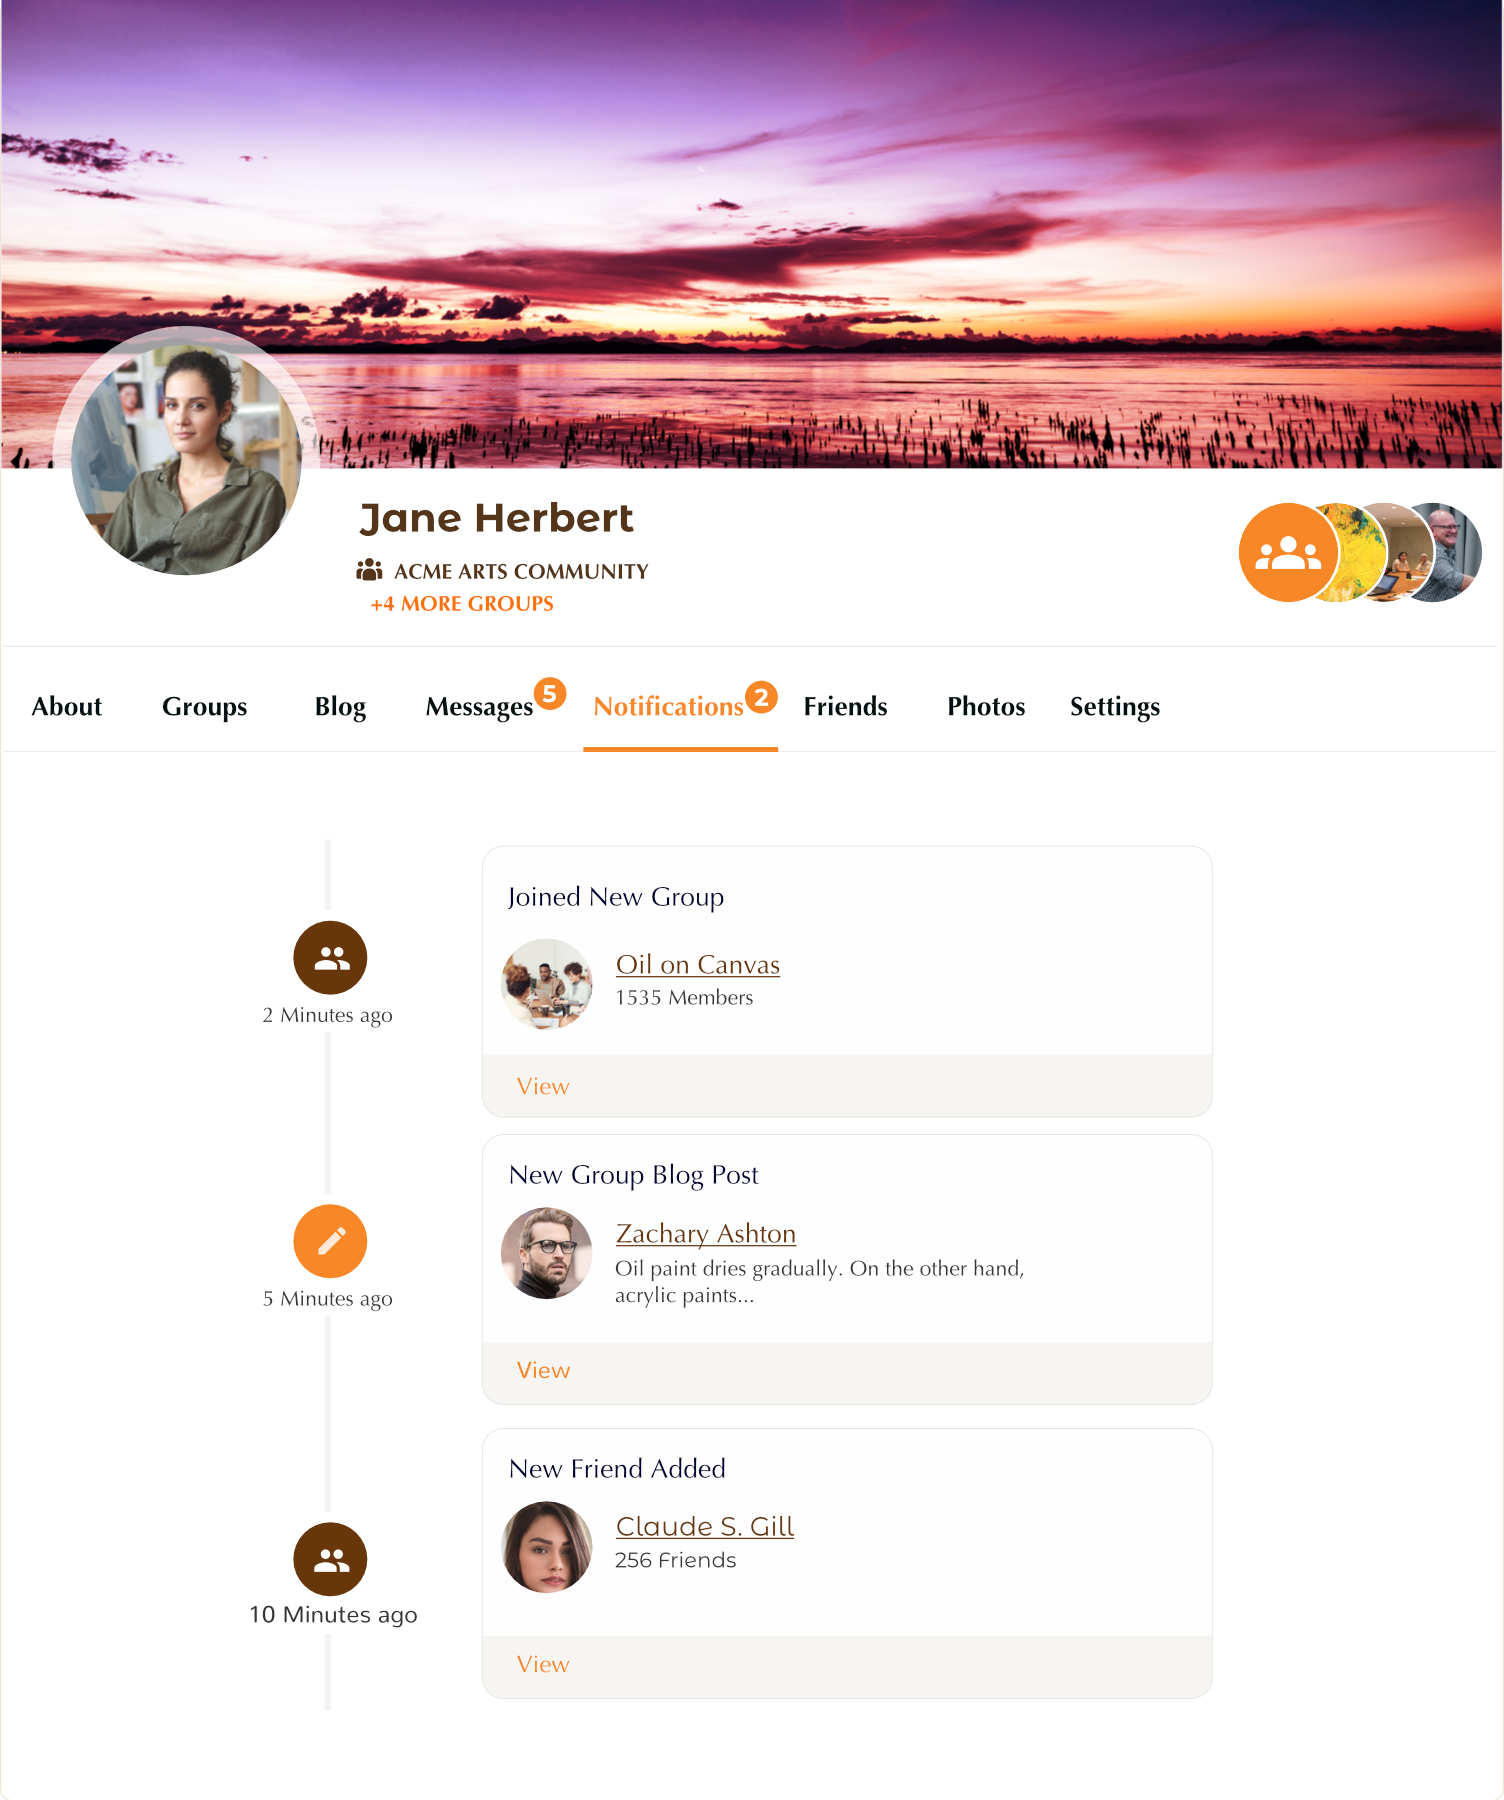 Jane Herbert
ACME ARTS COMMUNITY
+4 MORE GROUPS
About Groups Blog Messages 5 Notifications 2 Friends Photos Settings
Joined New Group
Oil on Canvas
1535 Members
2 Minutes ago
View
New Group Blog Post
Zachary Ashton
Oil paint dries gradually. On the other hand,
acrylic paints...
5 Minutes ago
View
New Friend Added
Claude S. Gill
256 Friends
10 Minutes ago
View